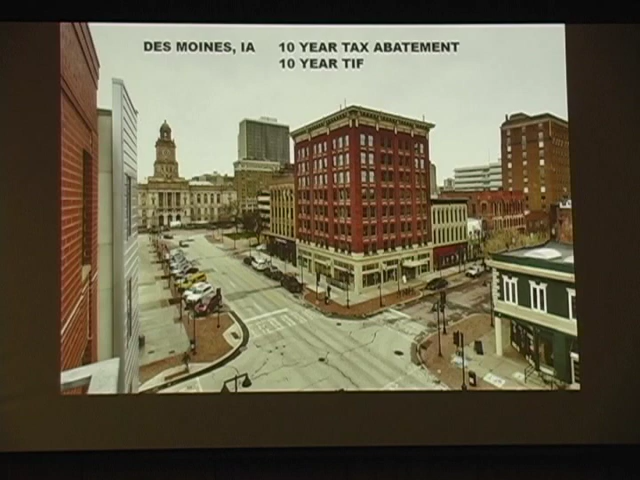 DES MOINES, IA 10 YEAR TAX ABATEMENT
10 YEAR TIF